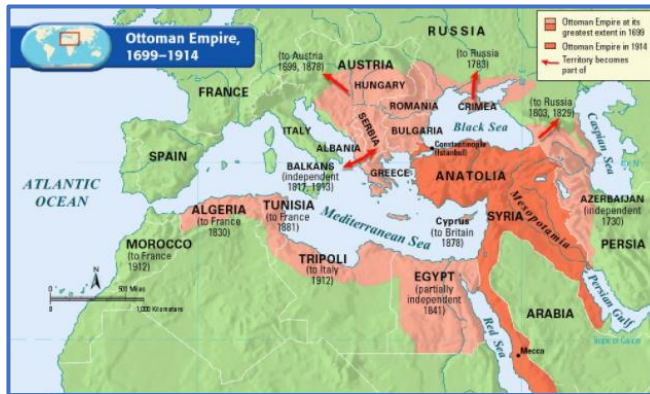 Ottoman Empire,
1699–1914
Ottoman Empire at its
greatest extent in 1699
Ottoman Empire in 1914
Territory becomes
part of
RUSSIA
(to Austria
1699, 1878)
AUSTRIA
(to Russia
1783)
HUNGARY
FRANCE
ROMANIA
CRIMEA
(to Russia
1803, 1829)
ITALY
SERBIA
BULGARIA
Black Sea
Caspian Sea
ALBANIA
Constantinople
(Istanbul)
SPAIN
BALKANS
(independent
1817, 1913)
GREECE
ANATOLIA
ATLANTIC
OCEAN
ALGERIA
(to France
1830)
TUNISIA
(to France
1881)
Mediterranean Sea
Cyprus
(to Britain
1878)
SYRIA
Mesopotamia
AZERBAIJAN
(independent
1730)
PERSIA
MOROCCO
(to France
1912)
TRIPOLI
(to Italy
1912)
EGYPT
(partially
independent
1841)
N
0
500 Miles
0
1,000 Kilometers
ARABIA
Persian Gulf
Red Sea
Mecca